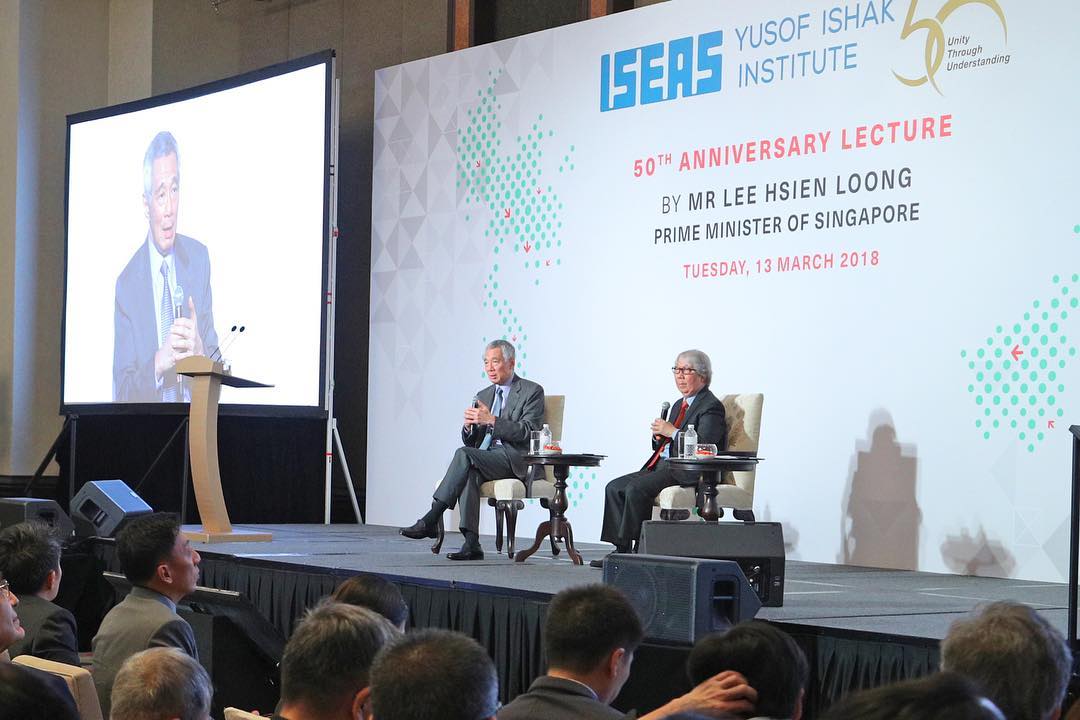 ISEAS
YUSOF ISHAK
INSTITUTE
50
Unity
Through
Understanding
50TH ANNIVERSARY LECTURE
BY MR LEE HSIEN LOONG
PRIME MINISTER OF SINGAPORE
TUESDAY, 13 MARCH 2018